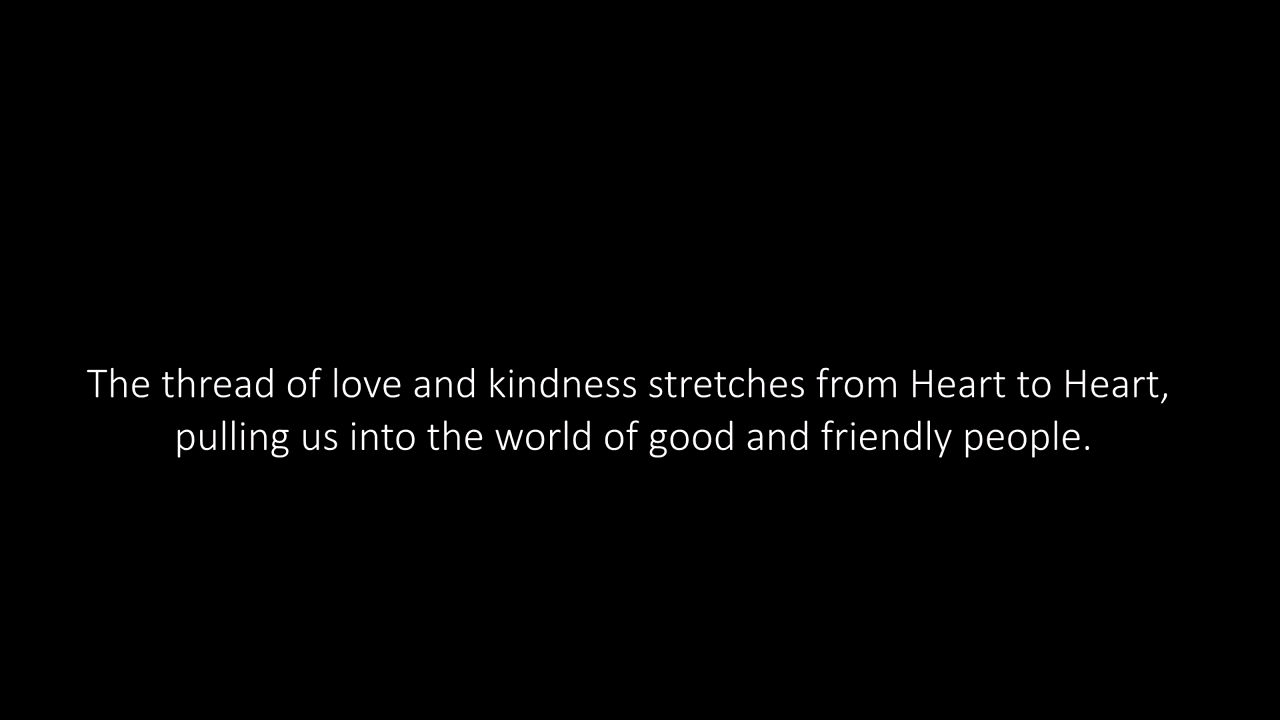 The thread of love and kindness stretches from Heart to Heart,
pulling us into the world of good and friendly people.